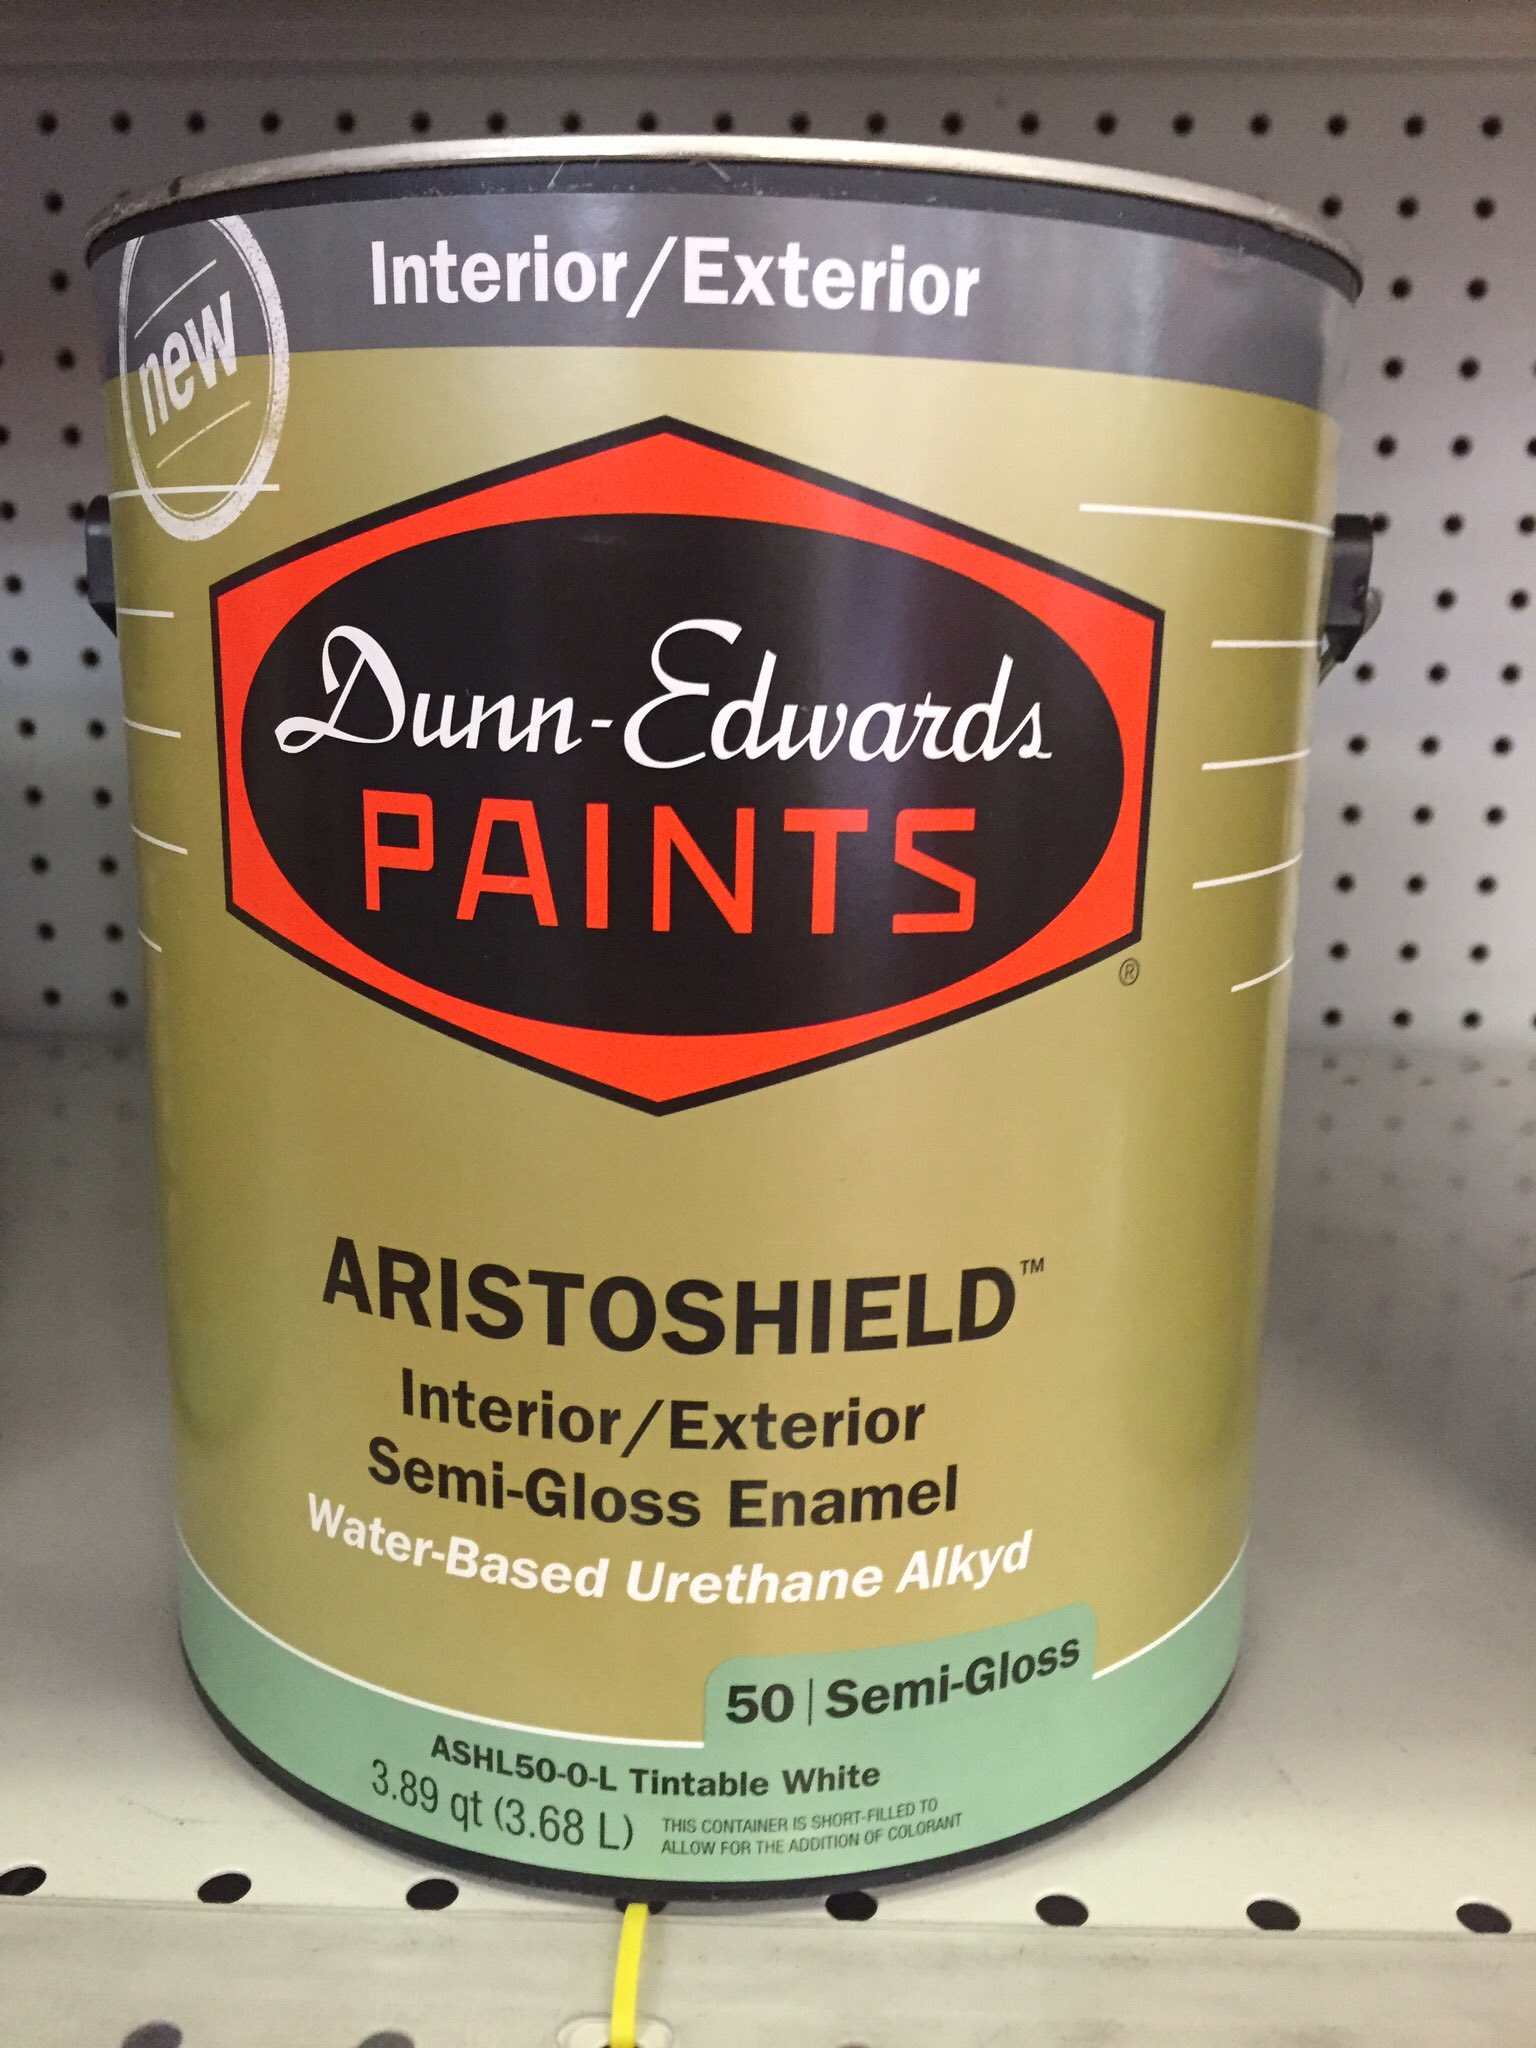 Interior/Exterior
new
Dunn-Edwards
PAINTS
®
ARISTOSHIELD™
Interior/Exterior
Semi-Gloss Enamel
Water-Based Urethane Alkyd
50 | Semi-Gloss
ASHL50-0-L Tintable White
3.89 qt (3.68 L)
THIS CONTAINER IS SHORT-FILLED TO
ALLOW FOR THE ADDITION OF COLORANT